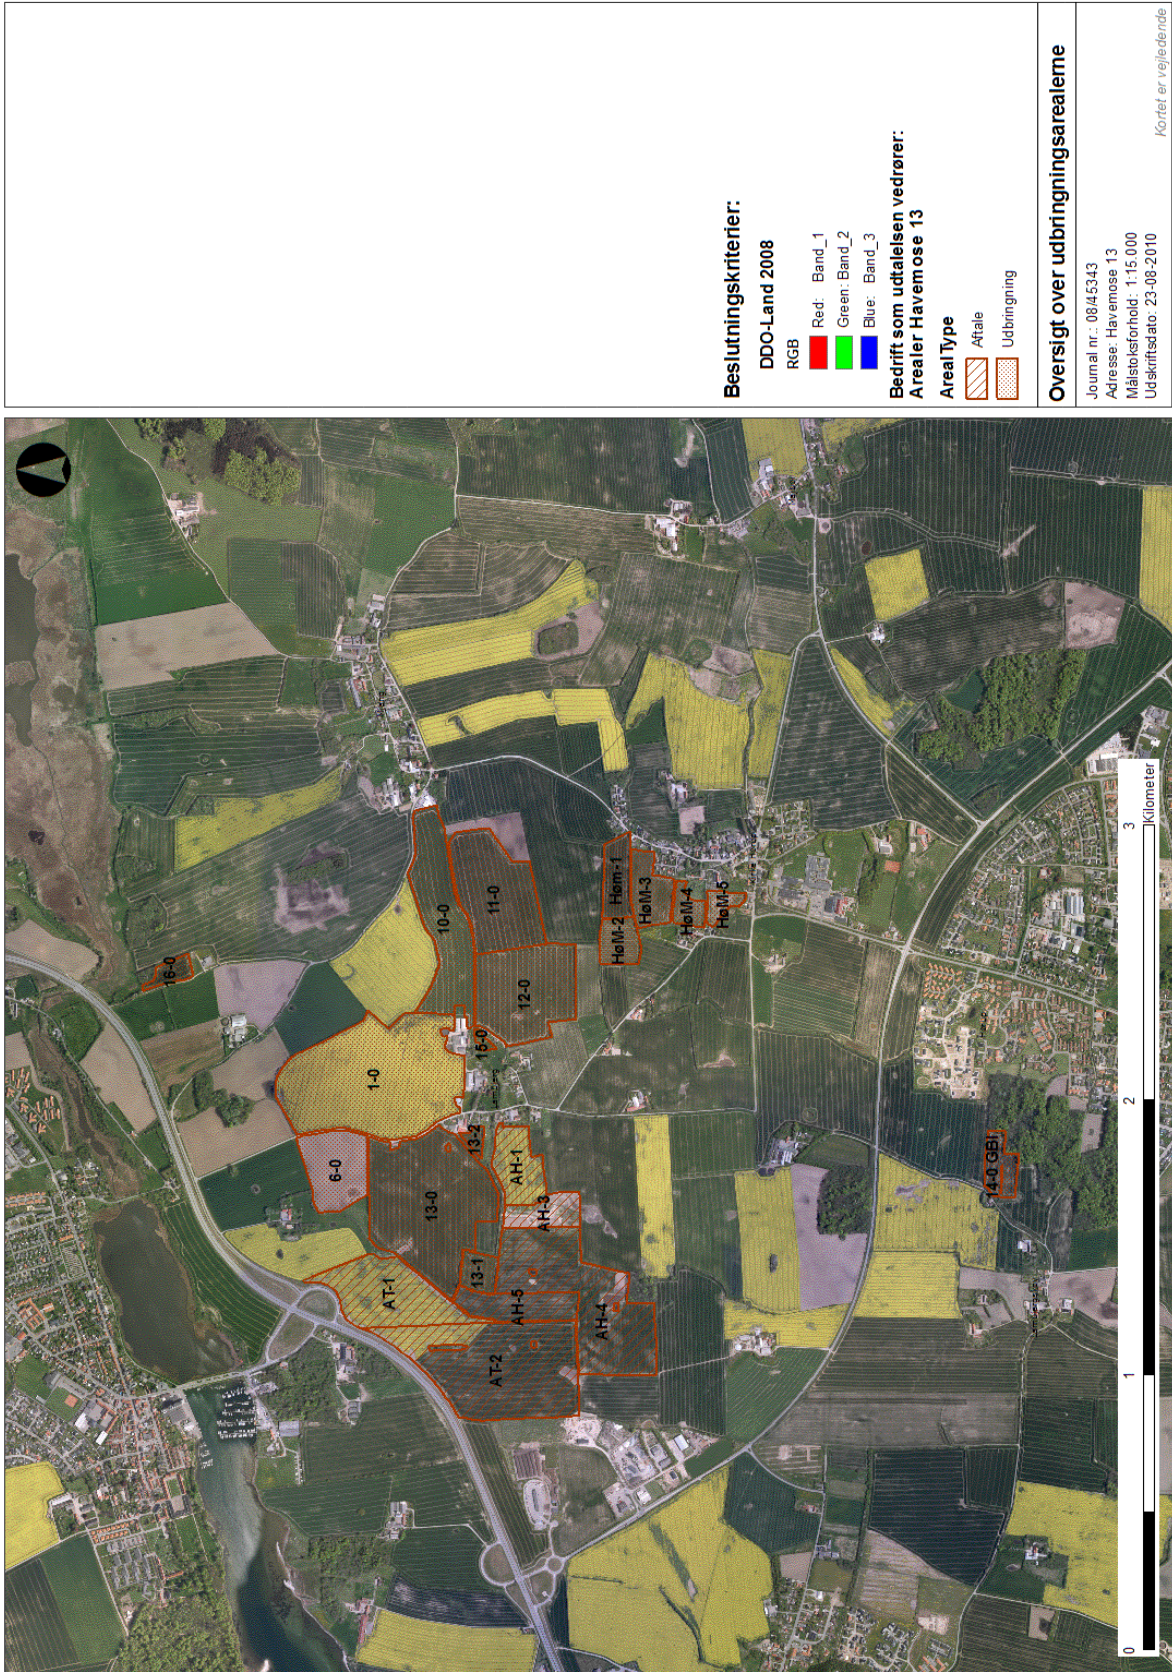 Beslutningskriterier:
DDO-Land 2008
RGB
Red: Band_1
Green: Band_2
Blue: Band_3
Bedrift som udtalelsen vedrører:
Arealer Havemose 13
ArealType
Aftale
Udbringning
Oversigt over udbringningsarealerne
Journal nr.: 08/45343
Adresse: Havemose 13
Målstoksforhold: 1:15.000
Udskriftsdato: 23-08-2010
Kortet er vejledende
16-0
10-0
11-0
12-0
1-0
15-0
6-0
13-2
13-0
13-1
AH-1
AH-3
AT-1
AH-5
AT-2
AH-4
Høm-1
HøM-2
HøM-3
HøM-4
HøM-5
14-0 GBI
0
1
2
3
Kilometer